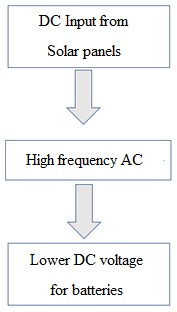 DC Input from
Solar panels
High frequency AC
Lower DC voltage
for batteries